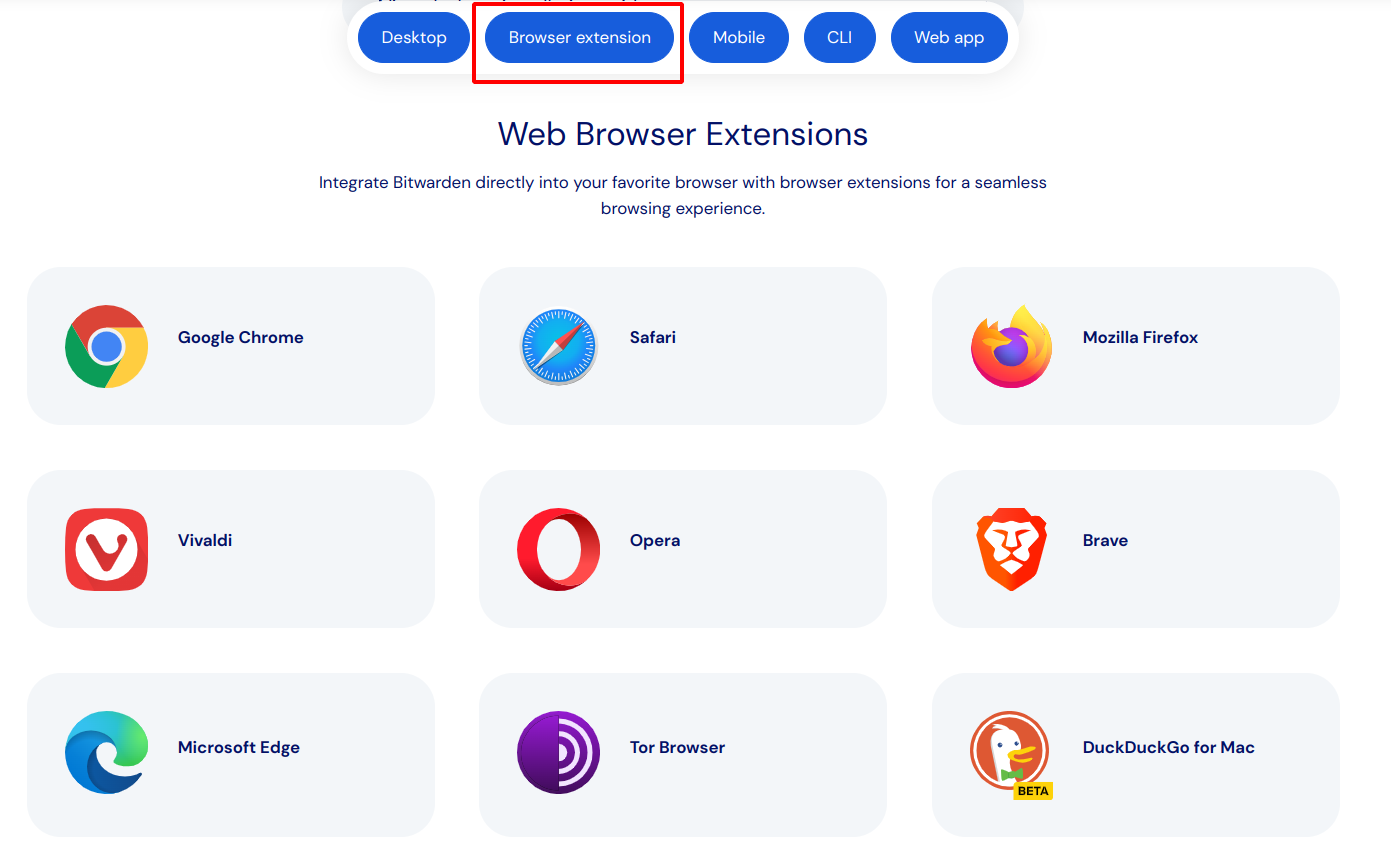 Desktop
Browser extension
Mobile
CLI
Web app
Web Browser Extensions
Integrate Bitwarden directly into your favorite browser with browser extensions for a seamless
browsing experience.
Google Chrome
Safari
Mozilla Firefox
Vivaldi
Opera
Brave
Microsoft Edge
Tor Browser
DuckDuckGo for Mac
BETA